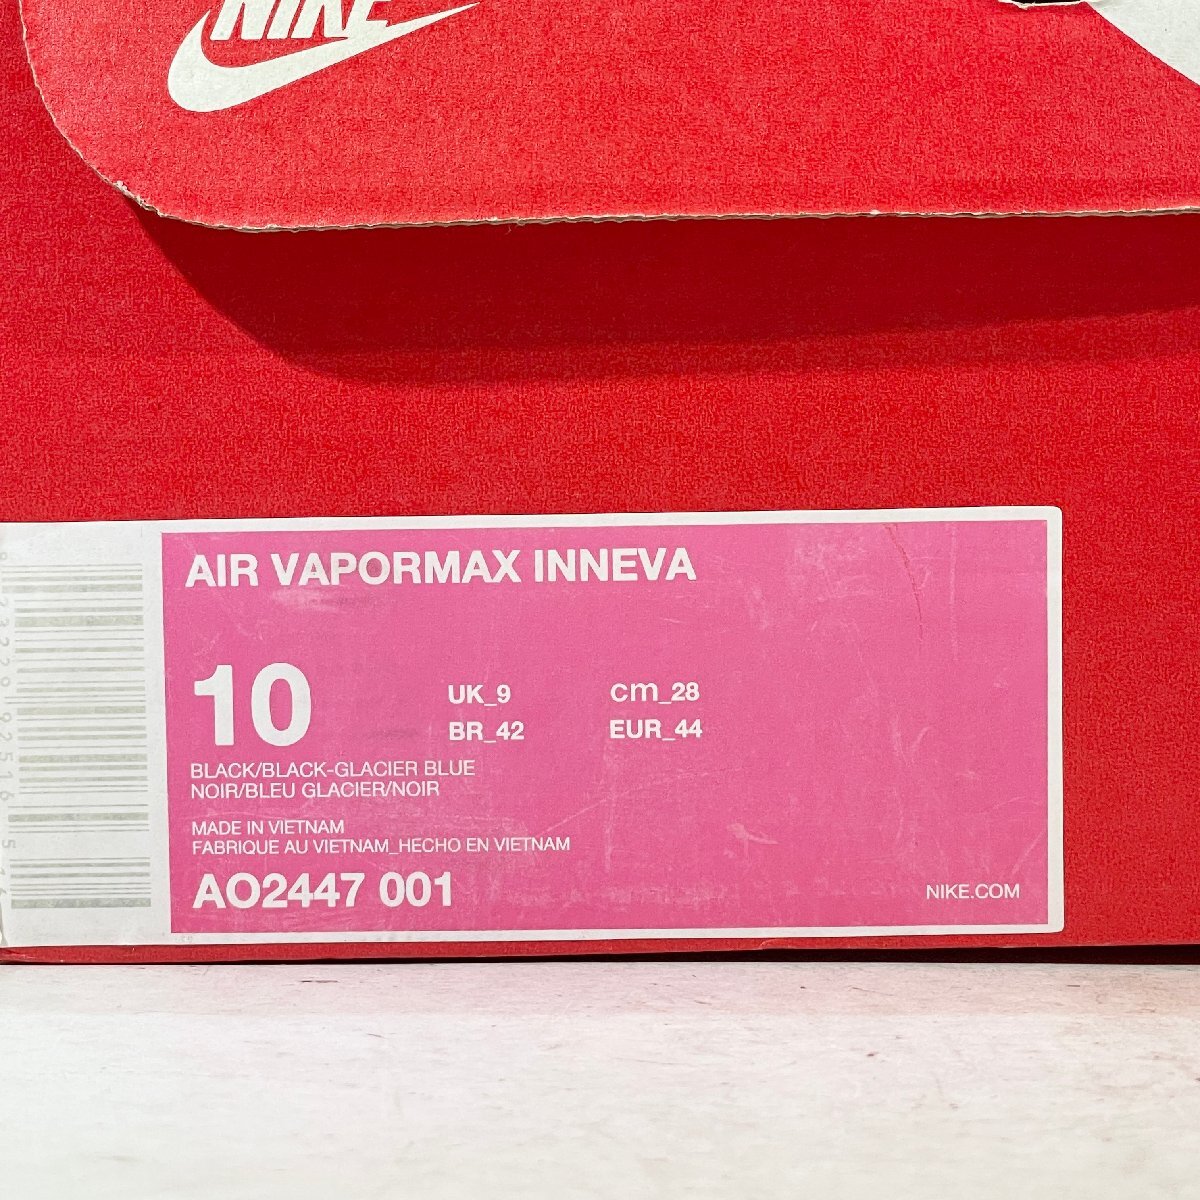 NIKE
AIR VAPORMAX INNEVA
10
UK_9 cm_28
BR_42 EUR_44
BLACK/BLACK-GLACIER BLUE
NOIR/BLEU GLACIER/NOIR
MADE IN VIETNAM
FABRIQUE AU VIETNAM_HECHO EN VIETNAM
AO2447 001
NIKE.COM